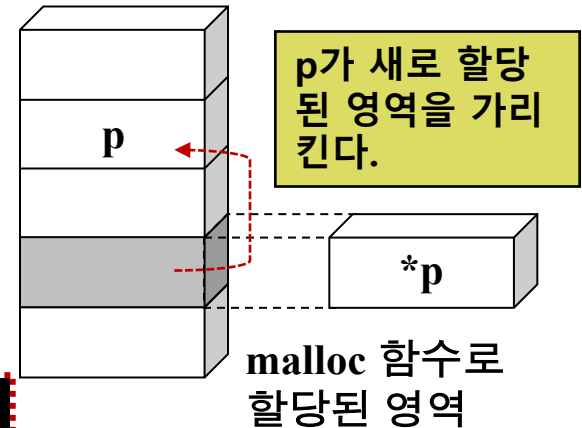 p가 새로 할당
된 영역을 가리
킨다.
p
*p
malloc 함수로
할당된 영역